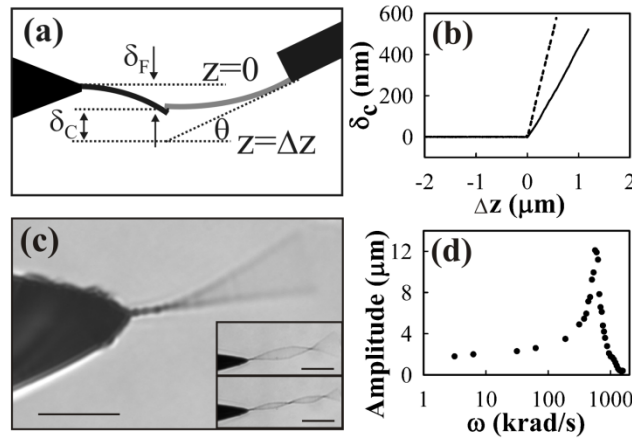 (a)
δF
z=0
δC
θ
z=Δz
(b)
δc (nm)
600
400
200
0
-2 -1 0 1 2
Δz (μm)
(c)
(d)
Amplitude (μm)
12
8
4
0
1 10 100 1000
ω (krad/s)